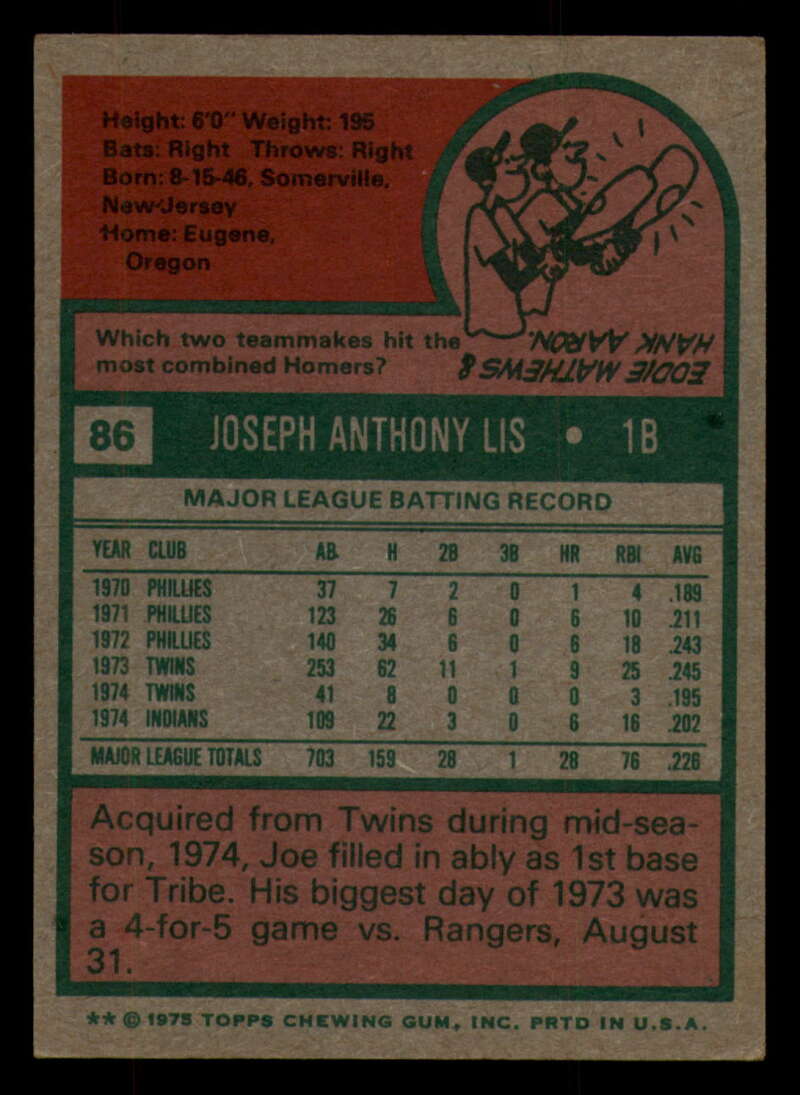 Height: 6'0" Weight: 195
Bats: Right Throws: Right
Born: 8-15-46, Somerville,
New Jersey
Home: Eugene,
Oregon
Which two teammakes hit the
most combined Homers?
EDDIE MATHEWS &
HANK AARON.
86 JOSEPH ANTHONY LIS • 1B
MAJOR LEAGUE BATTING RECORD
YEAR CLUB AB H 2B 3B HR RBI AVG
1970 PHILLIES 37 7 2 0 1 4 .189
1971 PHILLIES 123 26 6 0 6 10 .211
1972 PHILLIES 140 34 6 0 6 18 .243
1973 TWINS 253 62 11 1 9 25 .245
1974 TWINS 41 8 0 0 0 3 .195
1974 INDIANS 109 22 3 0 6 16 .202
MAJOR LEAGUE TOTALS 703 159 28 1 28 76 .226
Acquired from Twins during mid-sea-
son, 1974, Joe filled in ably as 1st base
for Tribe. His biggest day of 1973 was
a 4-for-5 game vs. Rangers, August
31.
** © 1975 TOPPS CHEWING GUM, INC. PRTD IN U.S.A.